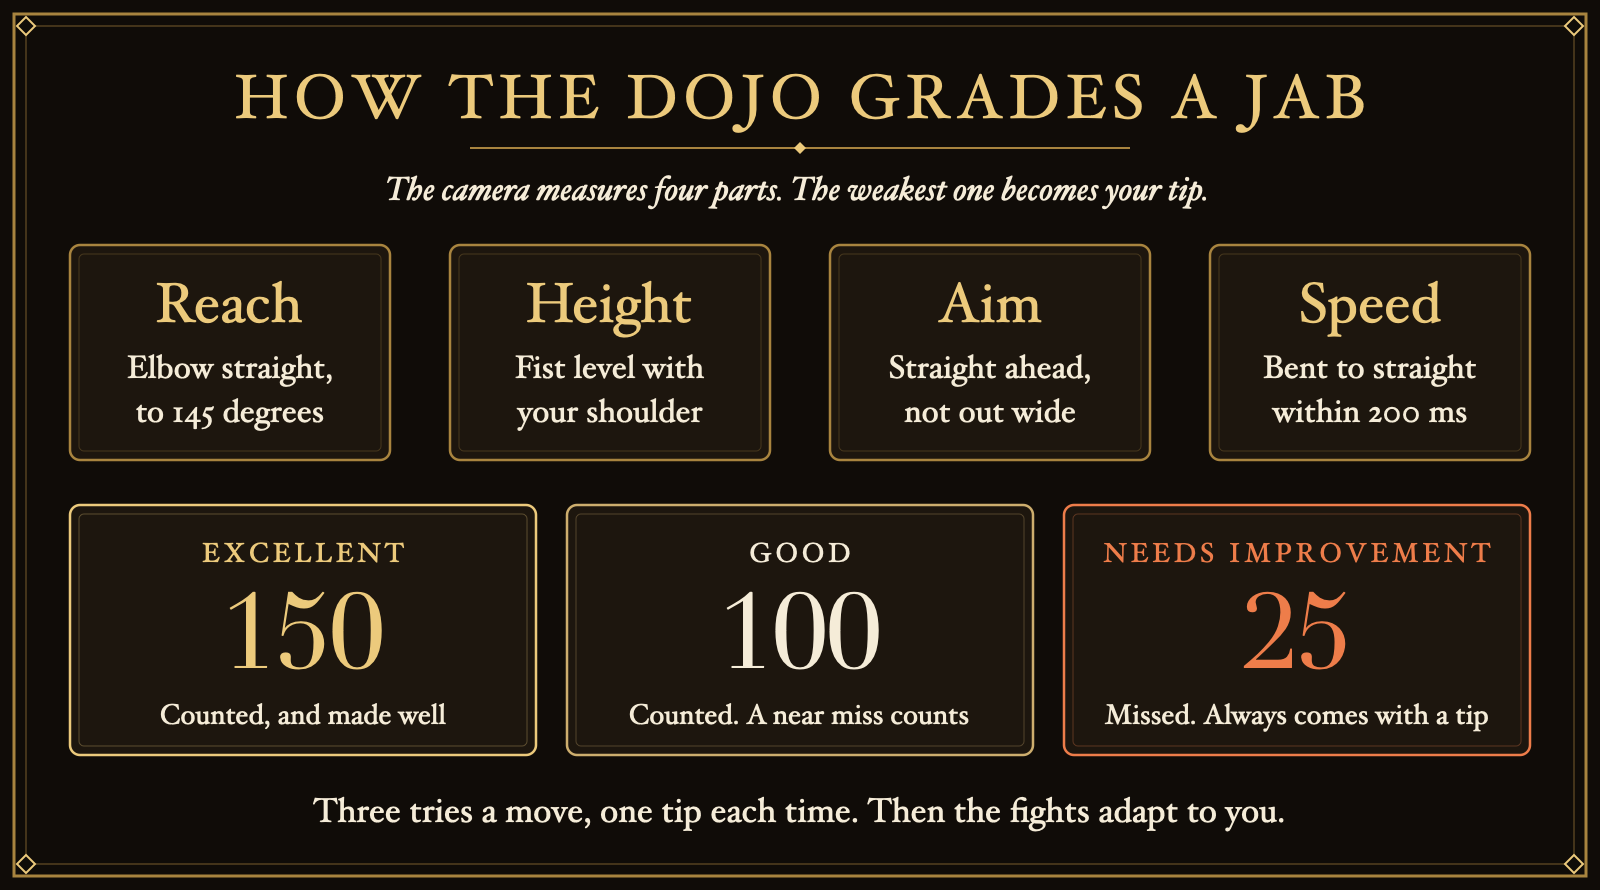 HOW THE DOJO GRADES A JAB
The camera measures four parts. The weakest one becomes your tip.
Reach
Elbow straight,
to 145 degrees
Height
Fist level with
your shoulder
Aim
Straight ahead,
not out wide
Speed
Bent to straight
within 200 ms
EXCELLENT
150
Counted, and made well
GOOD
100
Counted. A near miss counts
NEEDS IMPROVEMENT
25
Missed. Always comes with a tip
Three tries a move, one tip each time. Then the fights adapt to you.